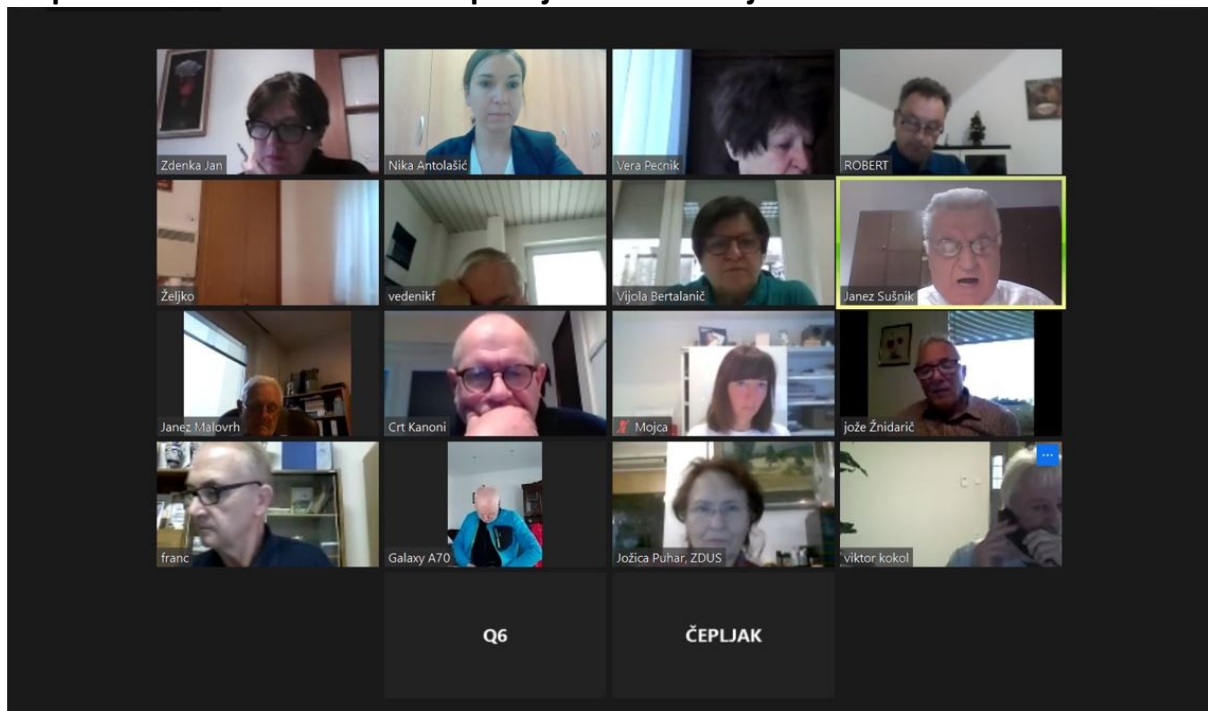 Zdenka Jan
Nika Antolašić
Vera Pecnik
ROBERT
Željko
vedenikf
Vijola Bertalanič
Janez Sušnik
Janez Malovrh
Crt Kanoni
Mojca
jože Žnidarič
franc
Galaxy A70
Jožica Puhar, ZDUS
viktor kokol
Q6
ČEPLJAK